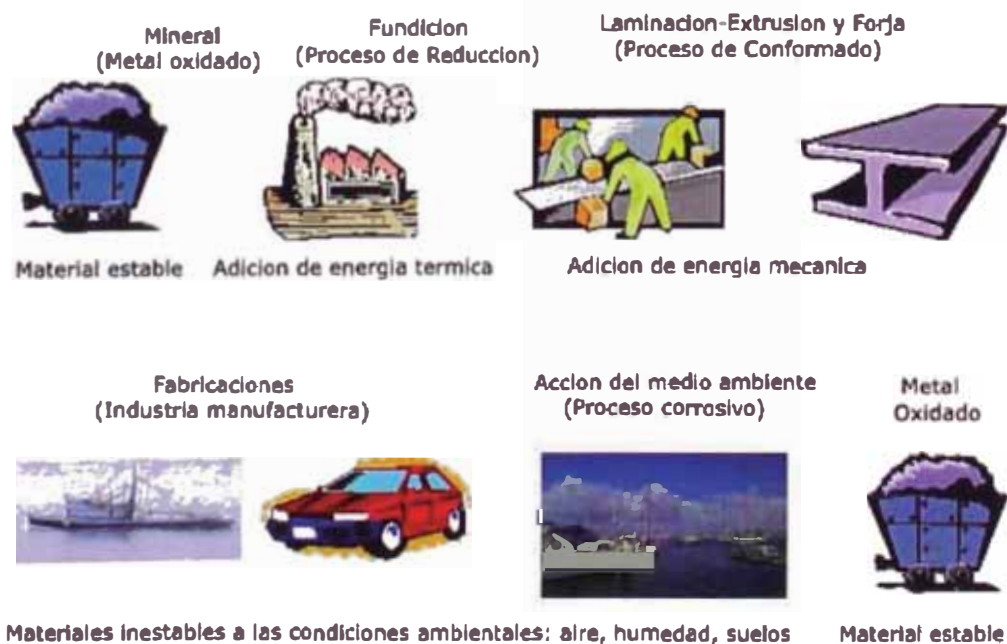 Mineral
(Metal oxidado)
Fundicion
(Proceso de Reduccion)
Laminacion-Extrusion y Forja
(Proceso de Conformado)
Material estable
Adicion de energia termica
Adicion de energia mecanica
Fabricaciones
(Industria manufacturera)
Accion del medio ambiente
(Proceso corrosivo)
Metal
Oxidado
Materiales inestables a las condiciones ambientales: aire, humedad, suelos
Material estable